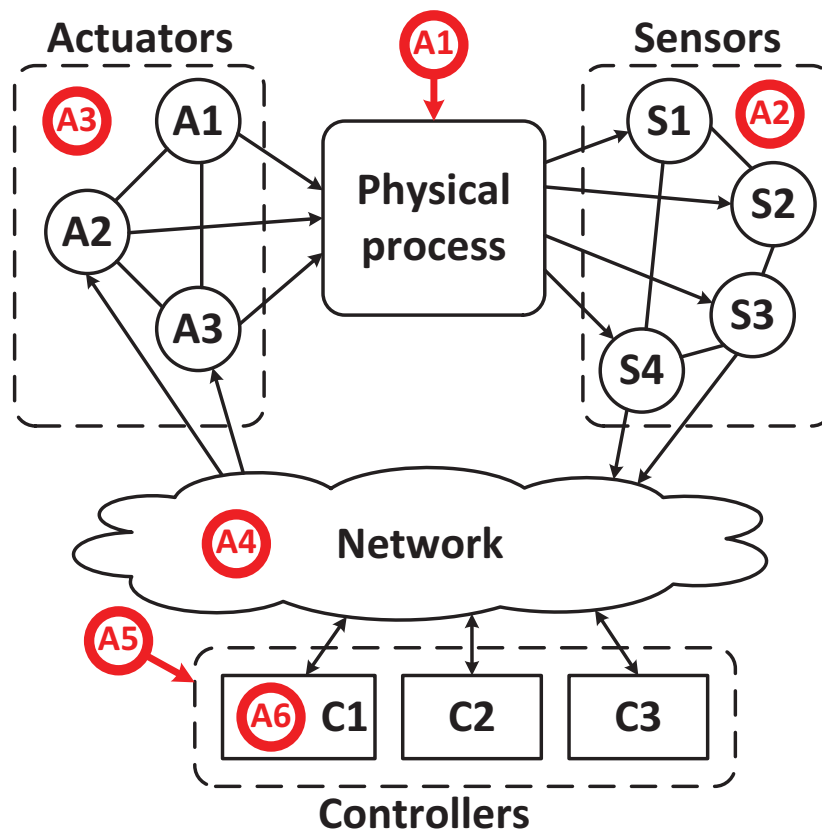 Actuators
A1
Sensors
A3
A1
S1
A2
Physical
process
A2
S2
A3
S3
S4
A4
Network
A5
A6
C1
C2
C3
Controllers